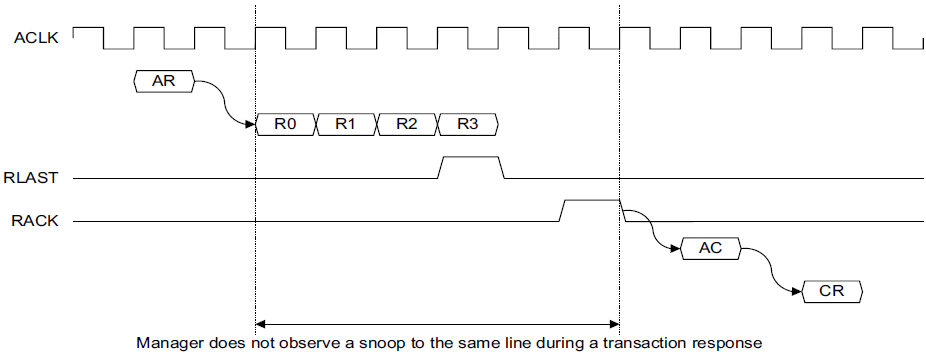 ACLK
AR
R0 R1 R2 R3
RLAST
RACK
AC
CR
Manager does not observe a snoop to the same line during a transaction response